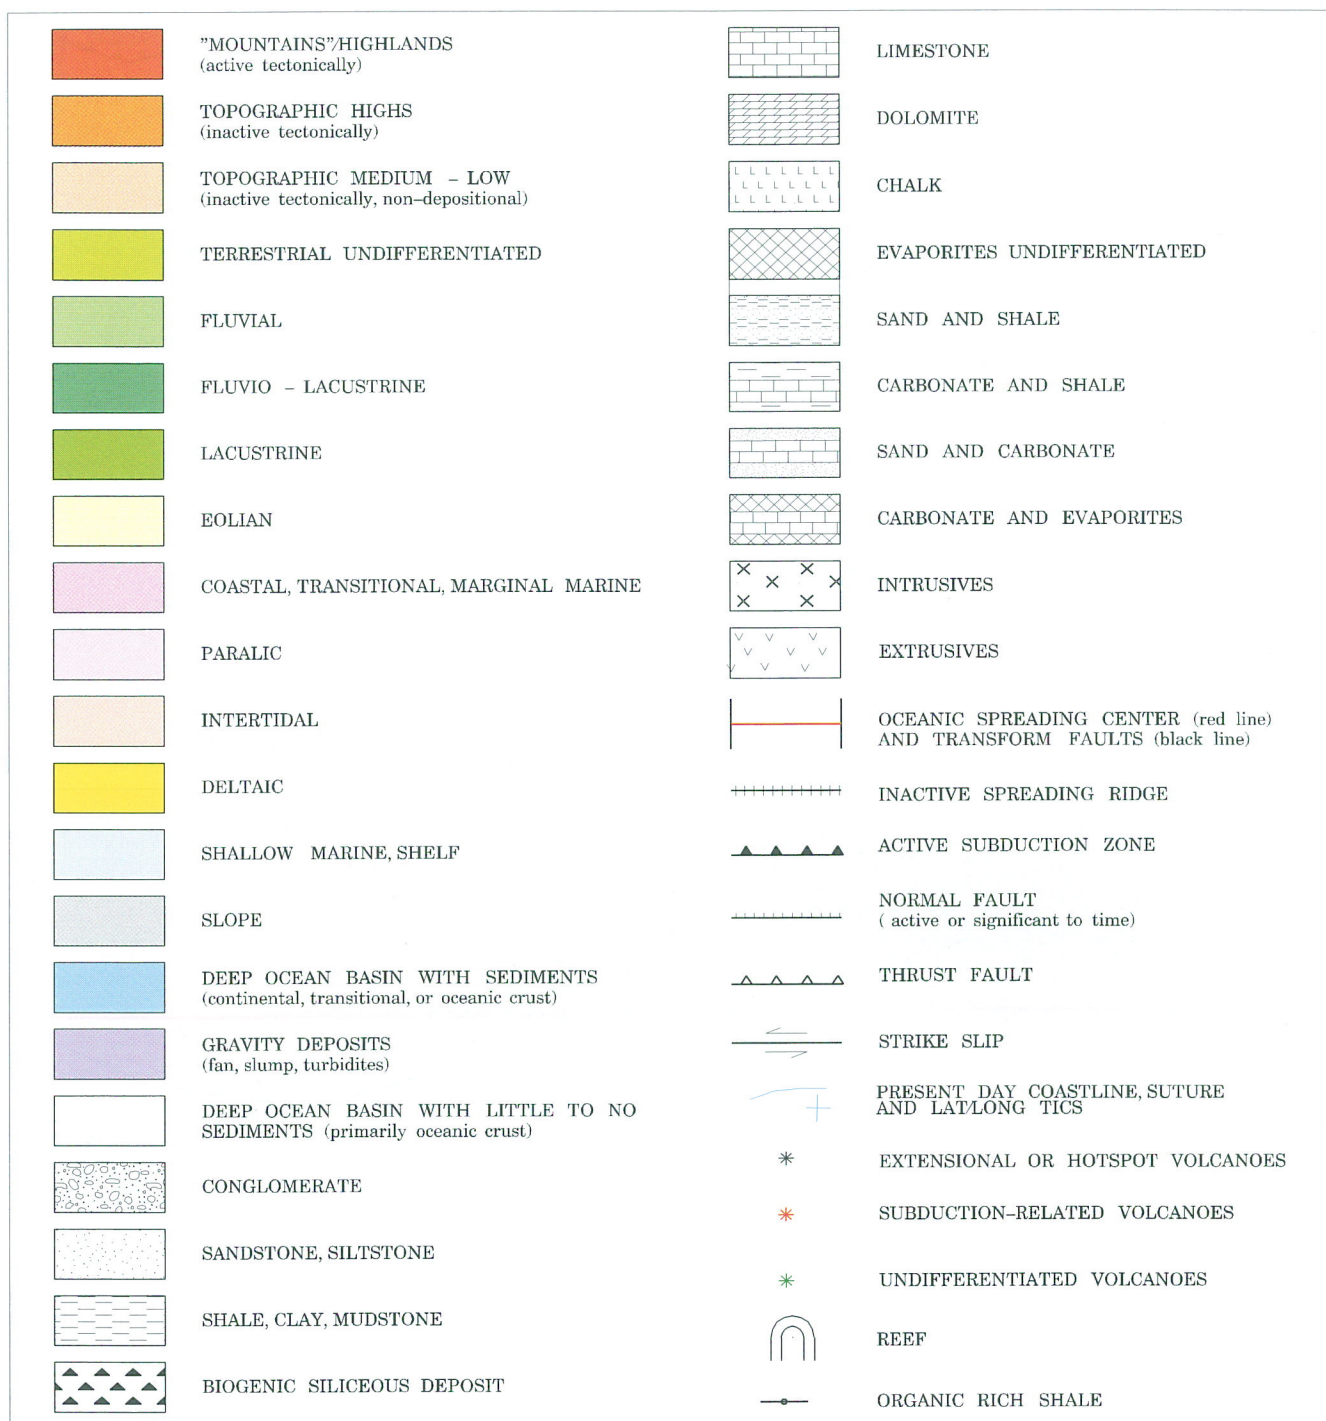 "MOUNTAINS"/HIGHLANDS
(active tectonically)
TOPOGRAPHIC HIGHS
(inactive tectonically)
TOPOGRAPHIC MEDIUM – LOW
(inactive tectonically, non–depositional)
TERRESTRIAL UNDIFFERENTIATED
FLUVIAL
FLUVIO – LACUSTRINE
LACUSTRINE
EOLIAN
COASTAL, TRANSITIONAL, MARGINAL MARINE
PARALIC
INTERTIDAL
DELTAIC
SHALLOW MARINE, SHELF
SLOPE
DEEP OCEAN BASIN WITH SEDIMENTS
(continental, transitional, or oceanic crust)
GRAVITY DEPOSITS
(fan, slump, turbidites)
DEEP OCEAN BASIN WITH LITTLE TO NO
SEDIMENTS (primarily oceanic crust)
CONGLOMERATE
SANDSTONE, SILTSTONE
SHALE, CLAY, MUDSTONE
BIOGENIC SILICEOUS DEPOSIT
LIMESTONE
DOLOMITE
CHALK
EVAPORITES UNDIFFERENTIATED
SAND AND SHALE
CARBONATE AND SHALE
SAND AND CARBONATE
CARBONATE AND EVAPORITES
INTRUSIVES
EXTRUSIVES
OCEANIC SPREADING CENTER (red line)
AND TRANSFORM FAULTS (black line)
INACTIVE SPREADING RIDGE
ACTIVE SUBDUCTION ZONE
NORMAL FAULT
( active or significant to time)
THRUST FAULT
STRIKE SLIP
PRESENT DAY COASTLINE, SUTURE
AND LAT/LONG TICS
EXTENSIONAL OR HOTSPOT VOLCANOES
SUBDUCTION–RELATED VOLCANOES
UNDIFFERENTIATED VOLCANOES
REEF
ORGANIC RICH SHALE